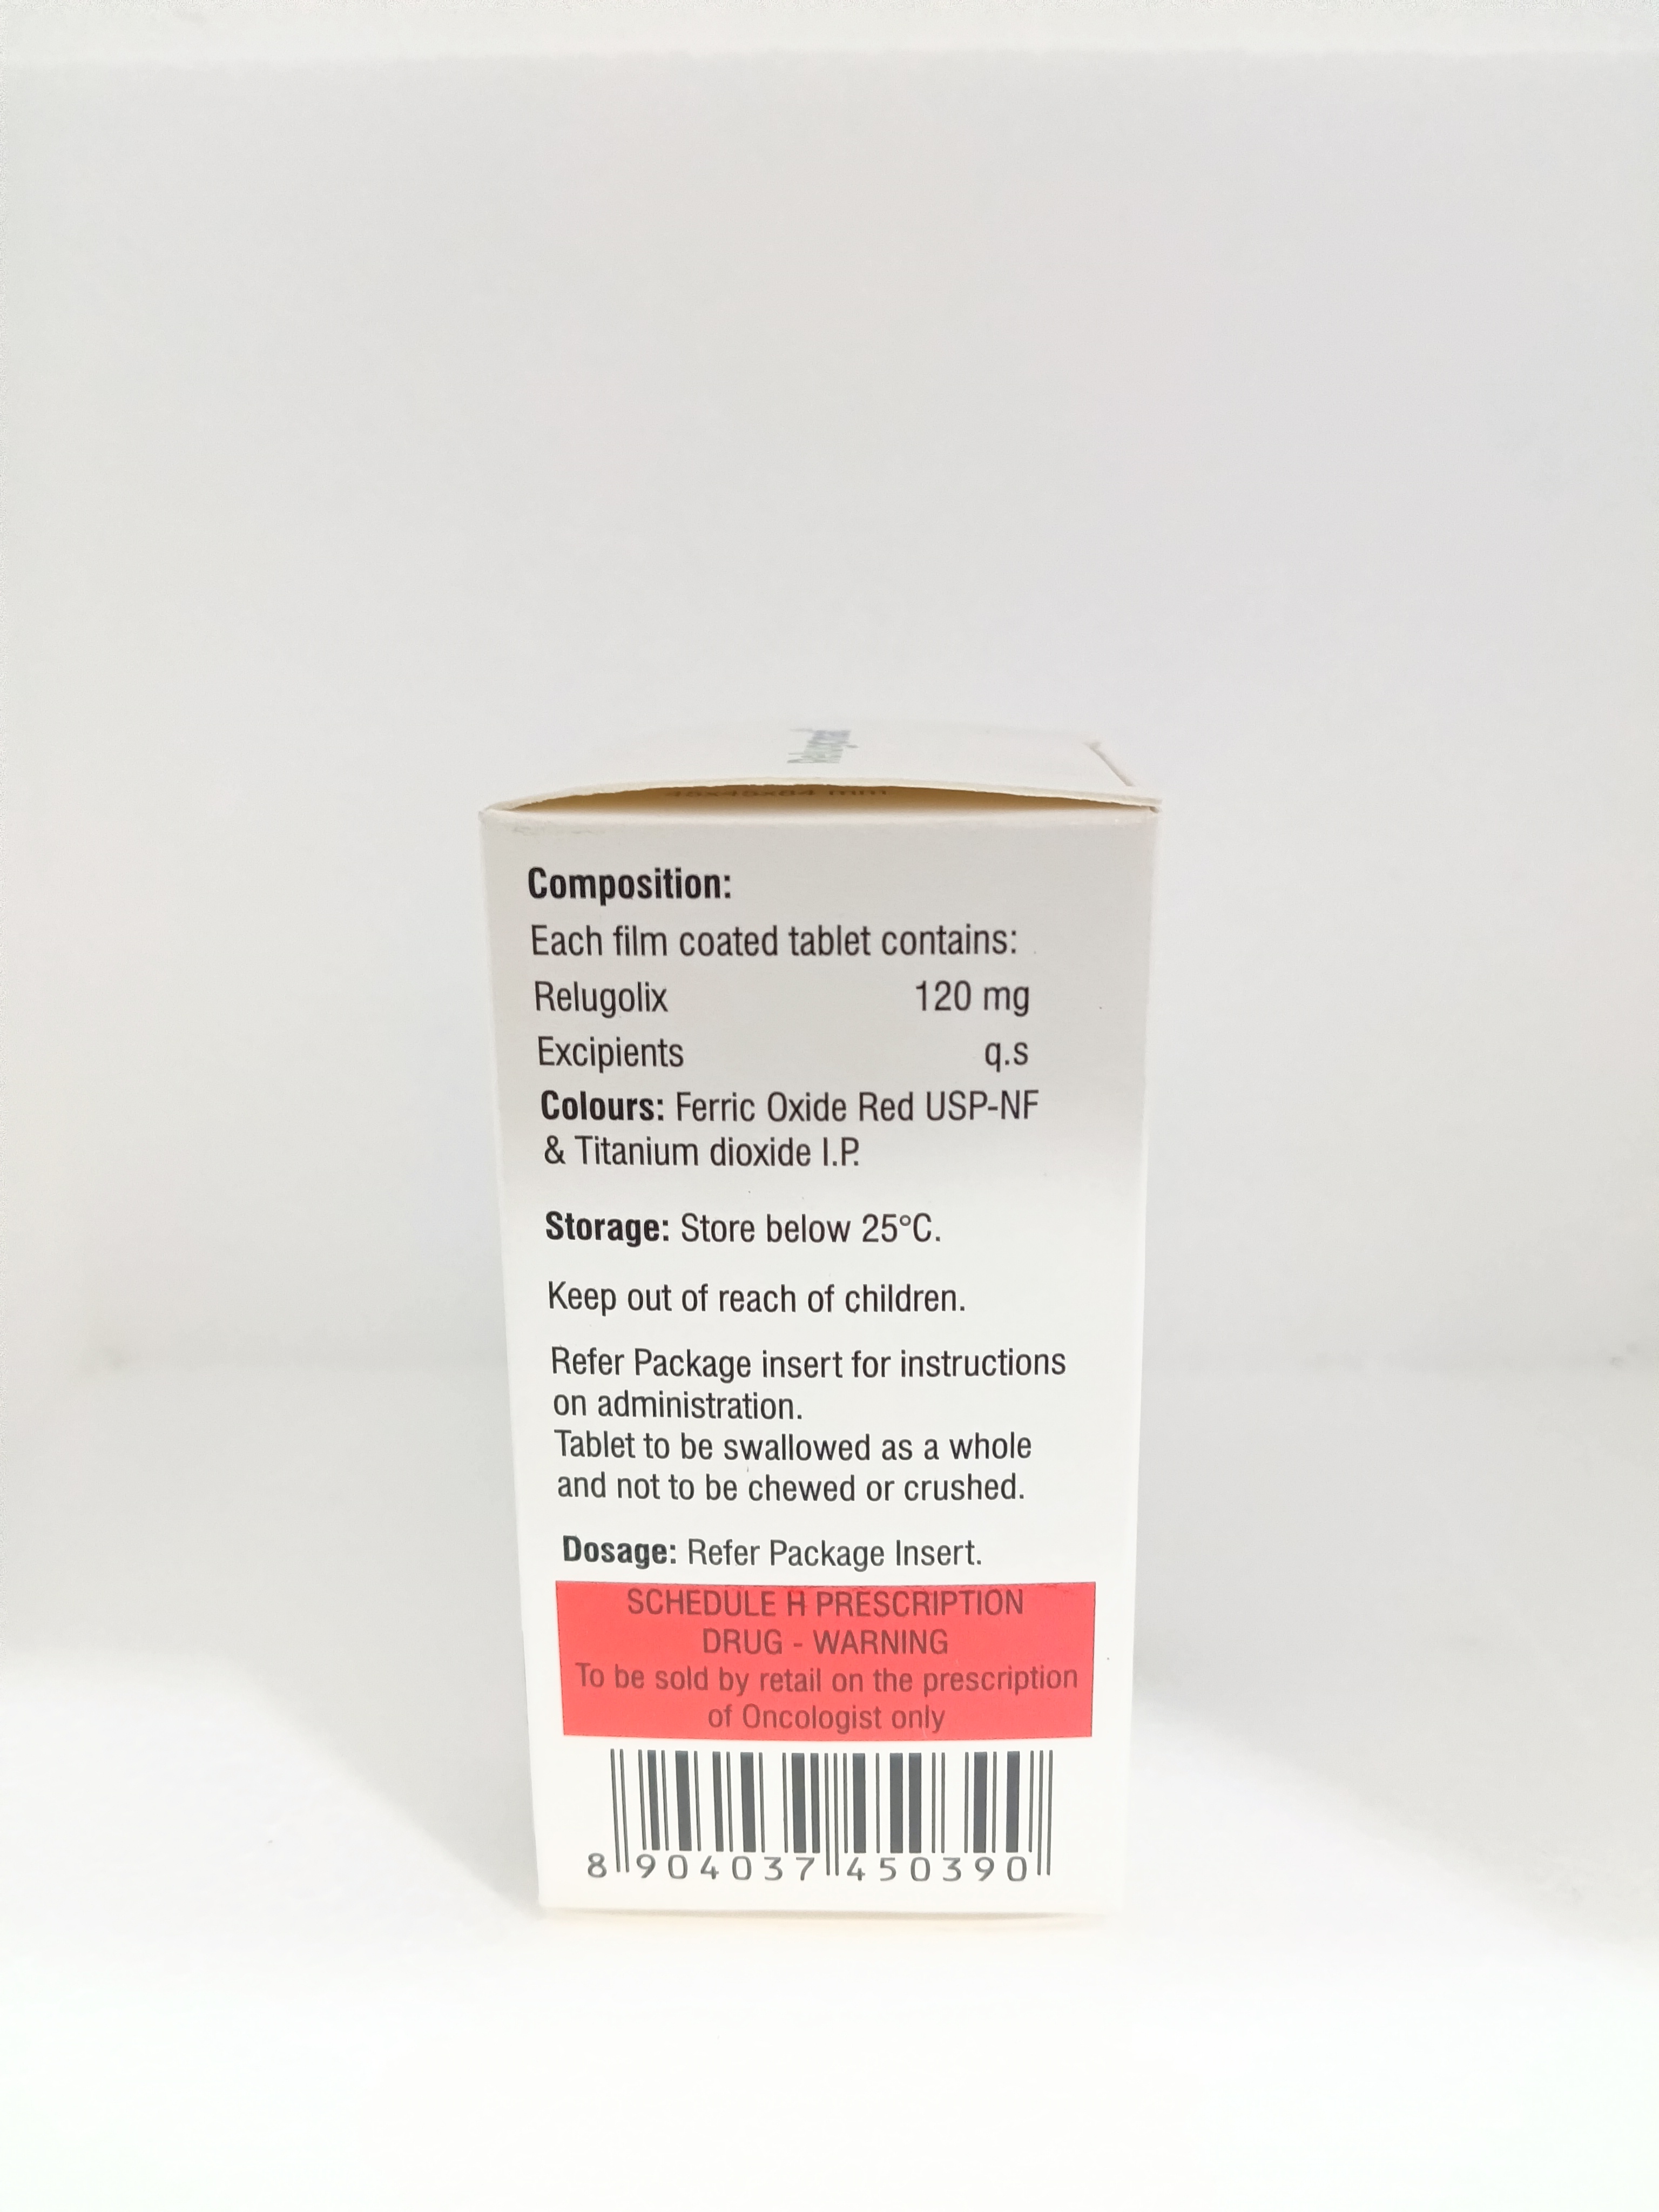 Composition:
Each film coated tablet contains:
Relugolix 120 mg
Excipients q.s
Colours: Ferric Oxide Red USP-NF
& Titanium dioxide I.P.
Storage: Store below 25°C.
Keep out of reach of children.
Refer Package insert for instructions
on administration.
Tablet to be swallowed as a whole
and not to be chewed or crushed.
Dosage: Refer Package Insert.
SCHEDULE H PRESCRIPTION
DRUG - WARNING
To be sold by retail on the prescription
of Oncologist only
8 904037 450390